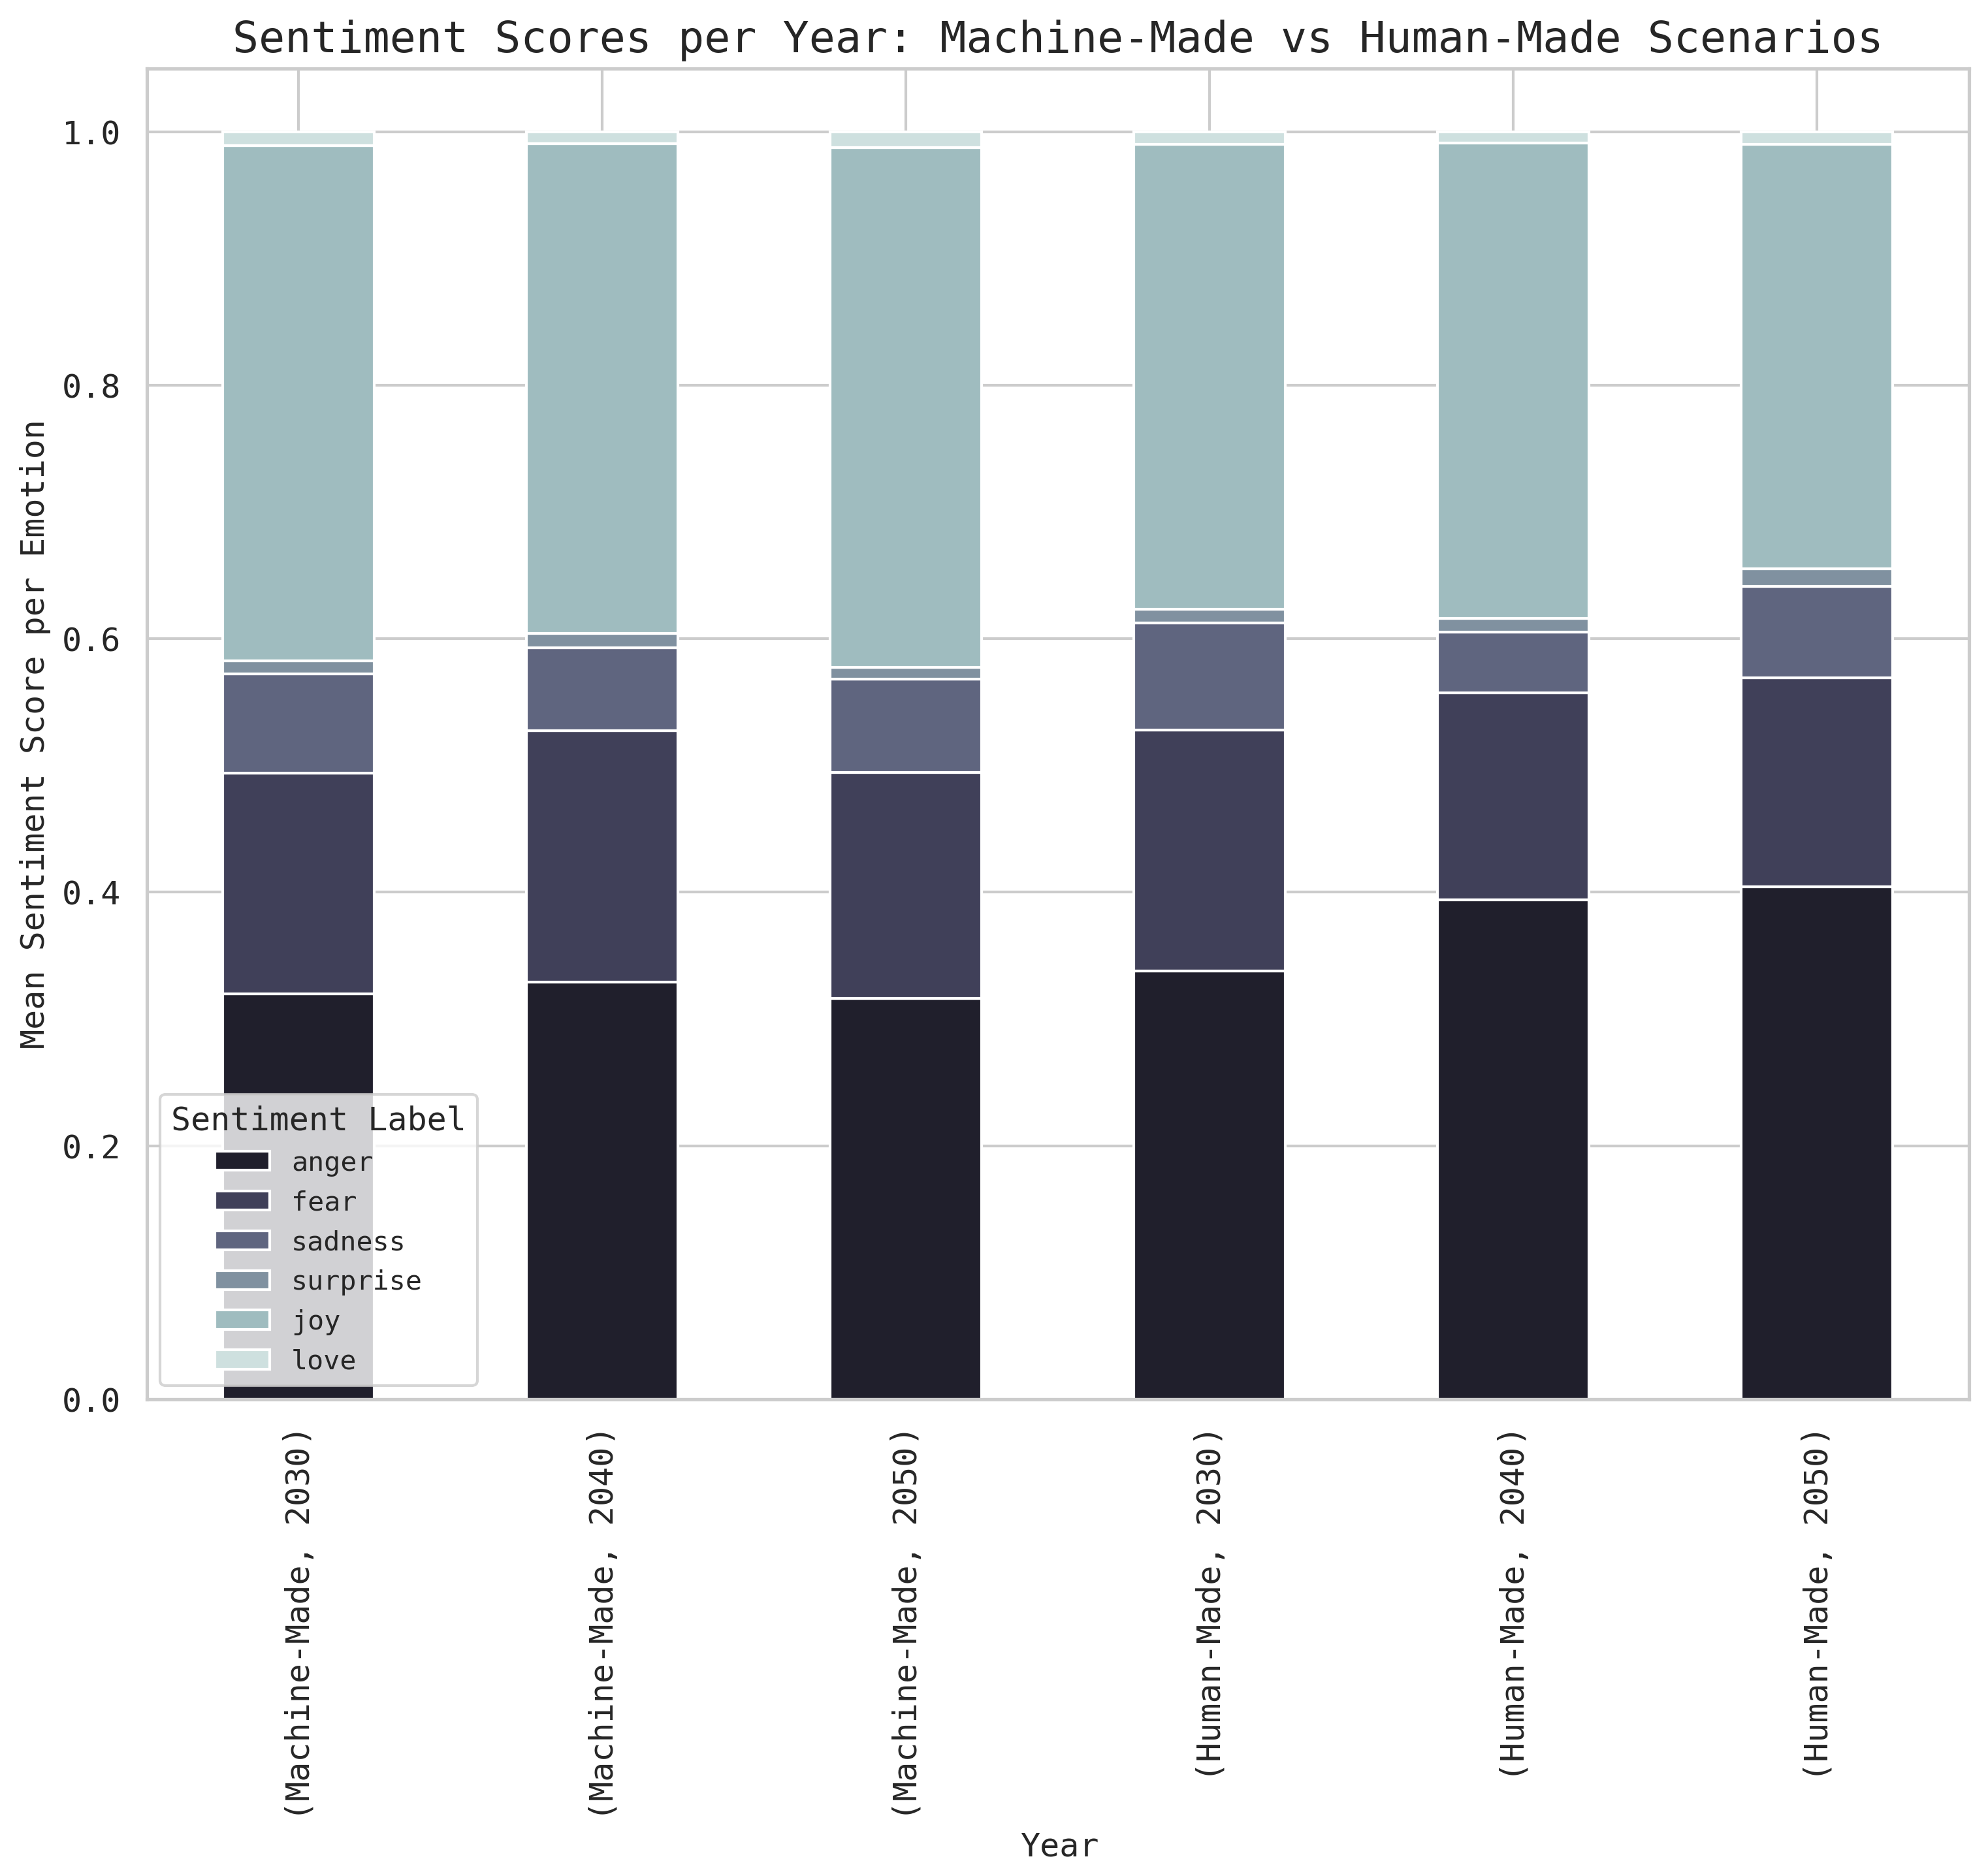 Sentiment Scores per Year: Machine-Made vs Human-Made Scenarios
Mean Sentiment Score per Emotion
1.0
0.8
0.6
0.4
0.2
0.0
Sentiment Label
anger
fear
sadness
surprise
joy
love
(Machine-Made, 2030)
(Machine-Made, 2040)
(Machine-Made, 2050)
(Human-Made, 2030)
(Human-Made, 2040)
(Human-Made, 2050)
Year